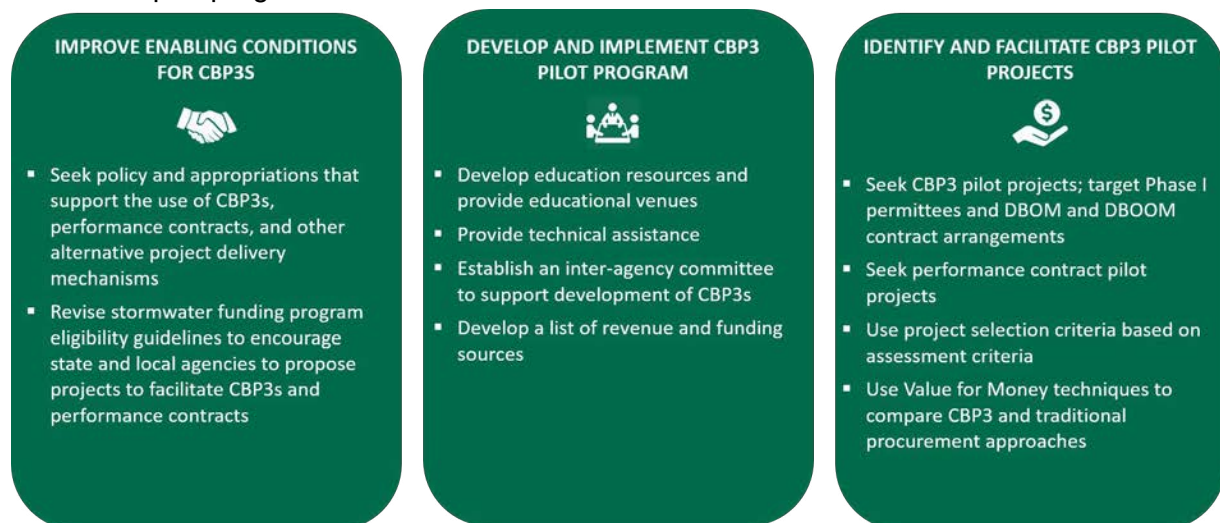 IMPROVE ENABLING CONDITIONS
FOR CBP3S
▪ Seek policy and appropriations that
support the use of CBP3s,
performance contracts, and other
alternative project delivery
mechanisms
▪ Revise stormwater funding program
eligibility guidelines to encourage
state and local agencies to propose
projects to facilitate CBP3s and
performance contracts
DEVELOP AND IMPLEMENT CBP3
PILOT PROGRAM
▪ Develop education resources and
provide educational venues
▪ Provide technical assistance
▪ Establish an inter-agency committee
to support development of CBP3s
▪ Develop a list of revenue and funding
sources
IDENTIFY AND FACILITATE CBP3 PILOT
PROJECTS
$
▪ Seek CBP3 pilot projects; target Phase I
permittees and DBOM and DBOOM
contract arrangements
▪ Seek performance contract pilot
projects
▪ Use project selection criteria based on
assessment criteria
▪ Use Value for Money techniques to
compare CBP3 and traditional
procurement approaches